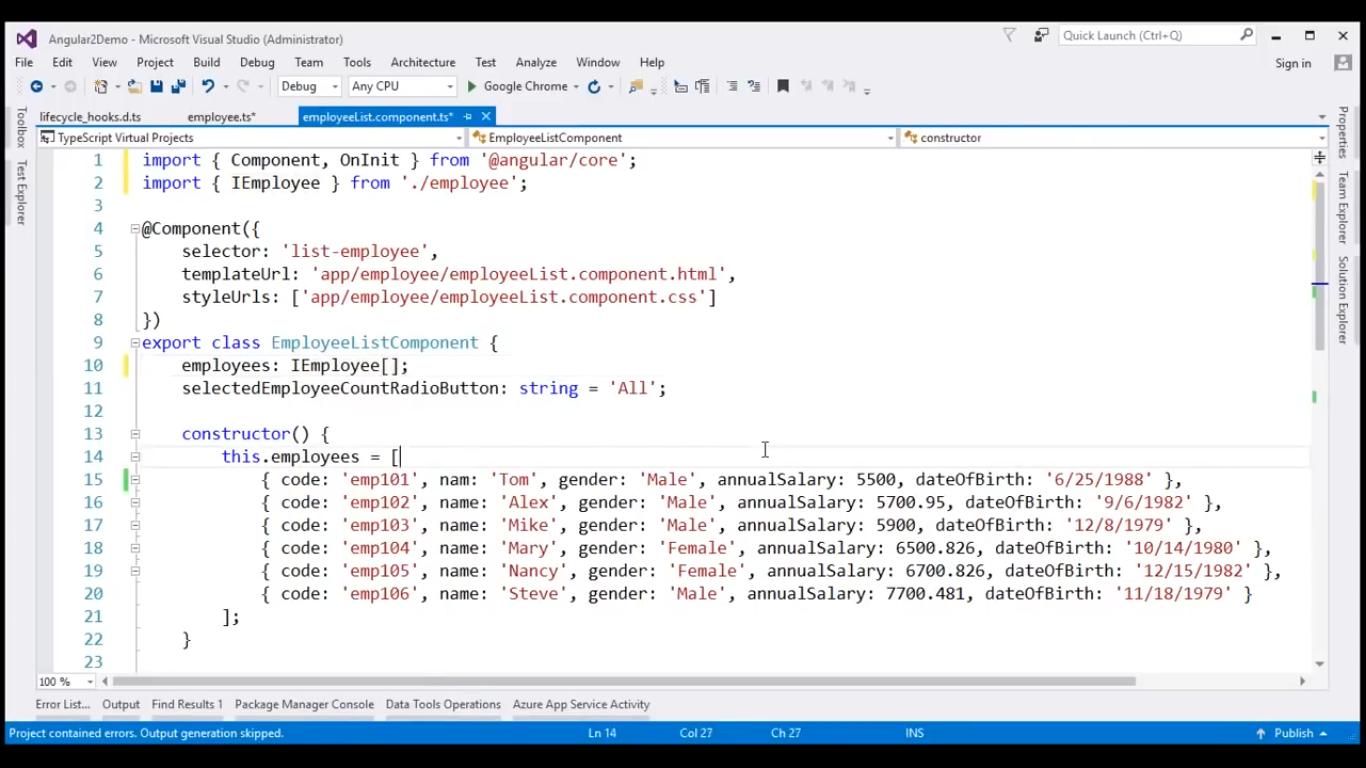 Angular2Demo - Microsoft Visual Studio (Administrator)
Quick Launch (Ctrl+Q)
File Edit View Project Build Debug Team Tools Architecture Test Analyze Window Help
Sign in
Debug Any CPU Google Chrome
lifecycle_hooks.d.ts employee.ts* employeeList.component.ts*
TypeScript Virtual Projects EmployeeListComponent constructor
Toolbox
Test Explorer
Properties
Team Explorer
Solution Explorer
1 import { Component, OnInit } from '@angular/core';
2 import { IEmployee } from './employee';
3
4 @Component({
5 selector: 'list-employee',
6 templateUrl: 'app/employee/employeeList.component.html',
7 styleUrls: ['app/employee/employeeList.component.css']
8 })
9 export class EmployeeListComponent {
10 employees: IEmployee[];
11 selectedEmployeeCountRadioButton: string = 'All';
12
13 constructor() {
14 this.employees = [
15 { code: 'emp101', nam: 'Tom', gender: 'Male', annualSalary: 5500, dateOfBirth: '6/25/1988' },
16 { code: 'emp102', name: 'Alex', gender: 'Male', annualSalary: 5700.95, dateOfBirth: '9/6/1982' },
17 { code: 'emp103', name: 'Mike', gender: 'Male', annualSalary: 5900, dateOfBirth: '12/8/1979' },
18 { code: 'emp104', name: 'Mary', gender: 'Female', annualSalary: 6500.826, dateOfBirth: '10/14/1980' },
19 { code: 'emp105', name: 'Nancy', gender: 'Female', annualSalary: 6700.826, dateOfBirth: '12/15/1982' },
20 { code: 'emp106', name: 'Steve', gender: 'Male', annualSalary: 7700.481, dateOfBirth: '11/18/1979' }
21 ];
22 }
23
100 %
Error List... Output Find Results 1 Package Manager Console Data Tools Operations Azure App Service Activity
Project contained errors. Output generation skipped. Ln 14 Col 27 Ch 27 INS Publish